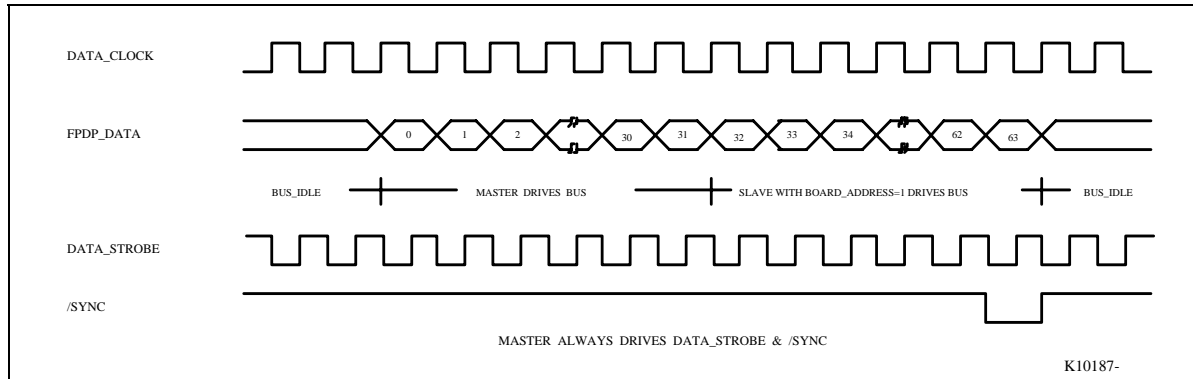 DATA_CLOCK
FPDP_DATA
0 1 2 30 31 32 33 34 62 63
BUS_IDLE MASTER DRIVES BUS SLAVE WITH BOARD_ADDRESS=1 DRIVES BUS BUS_IDLE
DATA_STROBE
/SYNC
MASTER ALWAYS DRIVES DATA_STROBE & /SYNC
K10187-